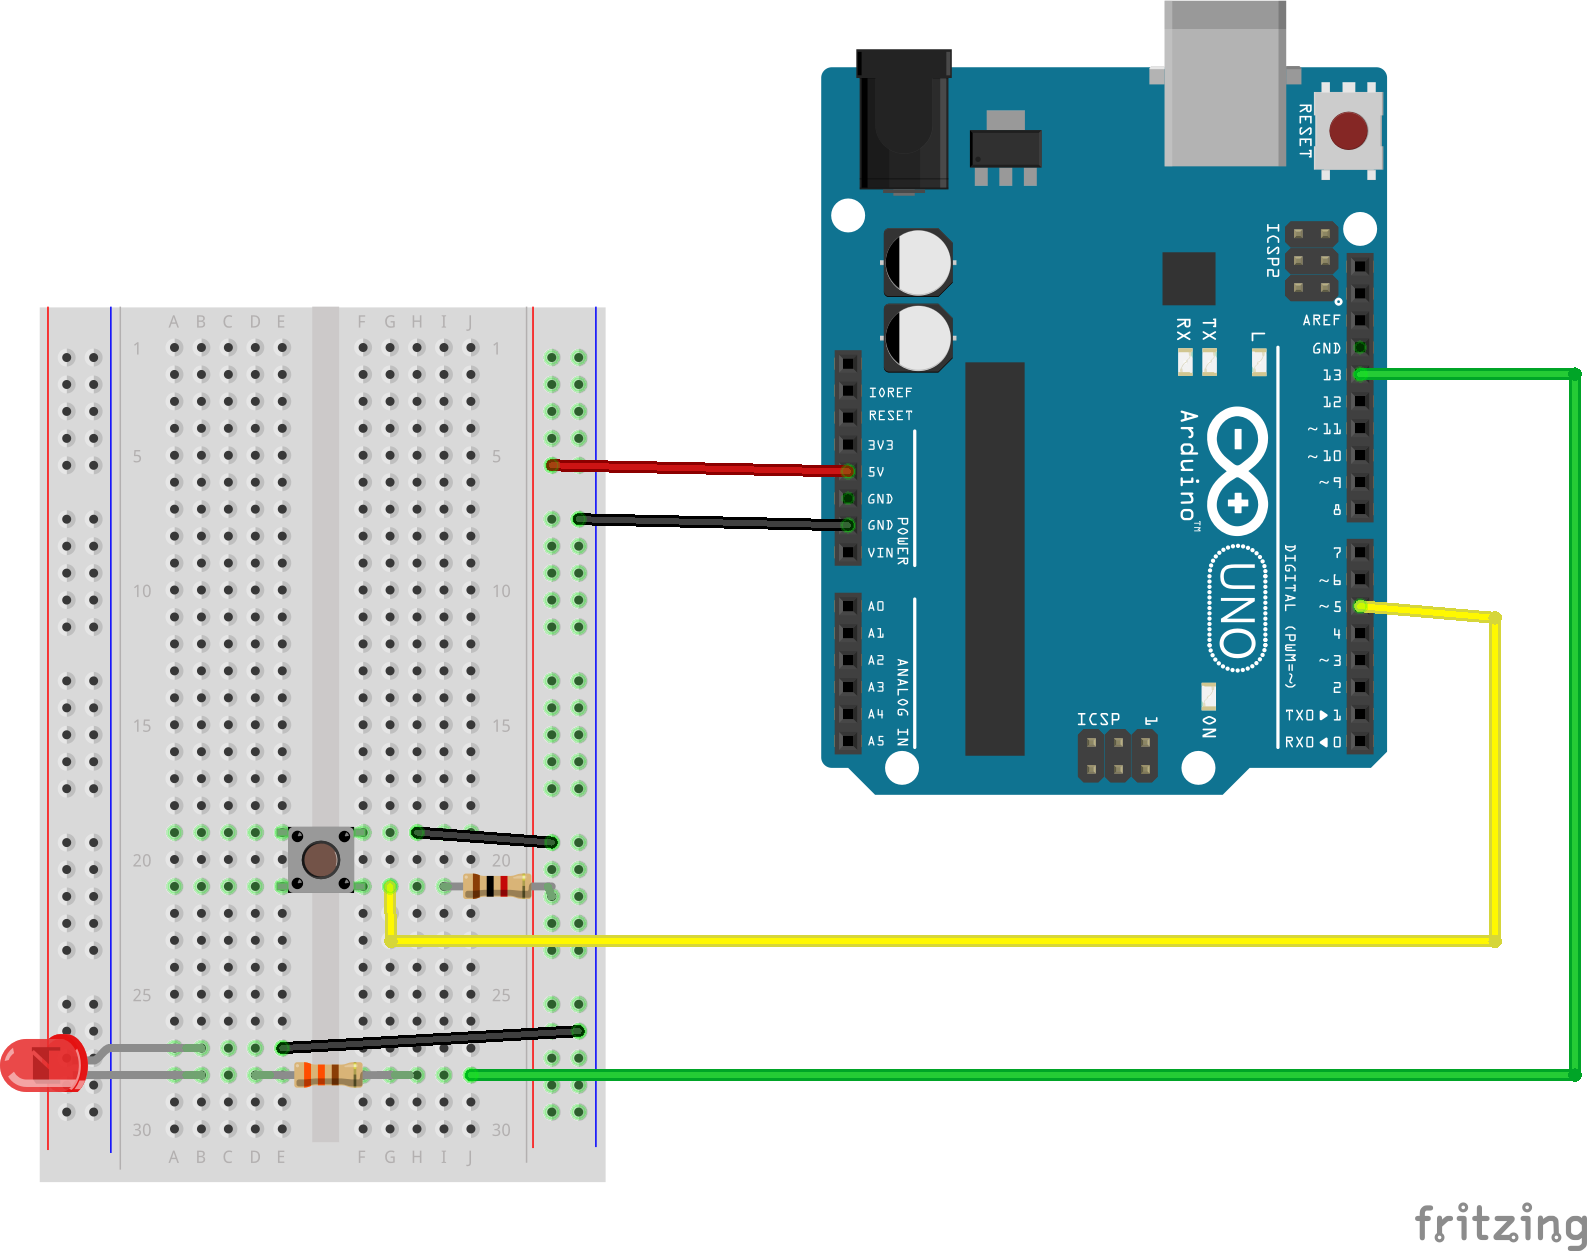 A B C D E F G H I J
1 1
5 5
10 10
15 15
20 20
25 25
30 30
A B C D E F G H I J
RESET
ICSP2
AREF
GND
13
12
~11
~10
~9
8
7
~6
~5
4
~3
2
TX0▶1
RX0◀0
RX
TX
L
IOREF
RESET
3V3
5V
GND
GND
VIN
POWER
A0
A1
A2
A3
A4
A5
ANALOG IN
Arduino™
UNO
DIGITAL (PWM=~)
ICSP
1
ON
fritzing